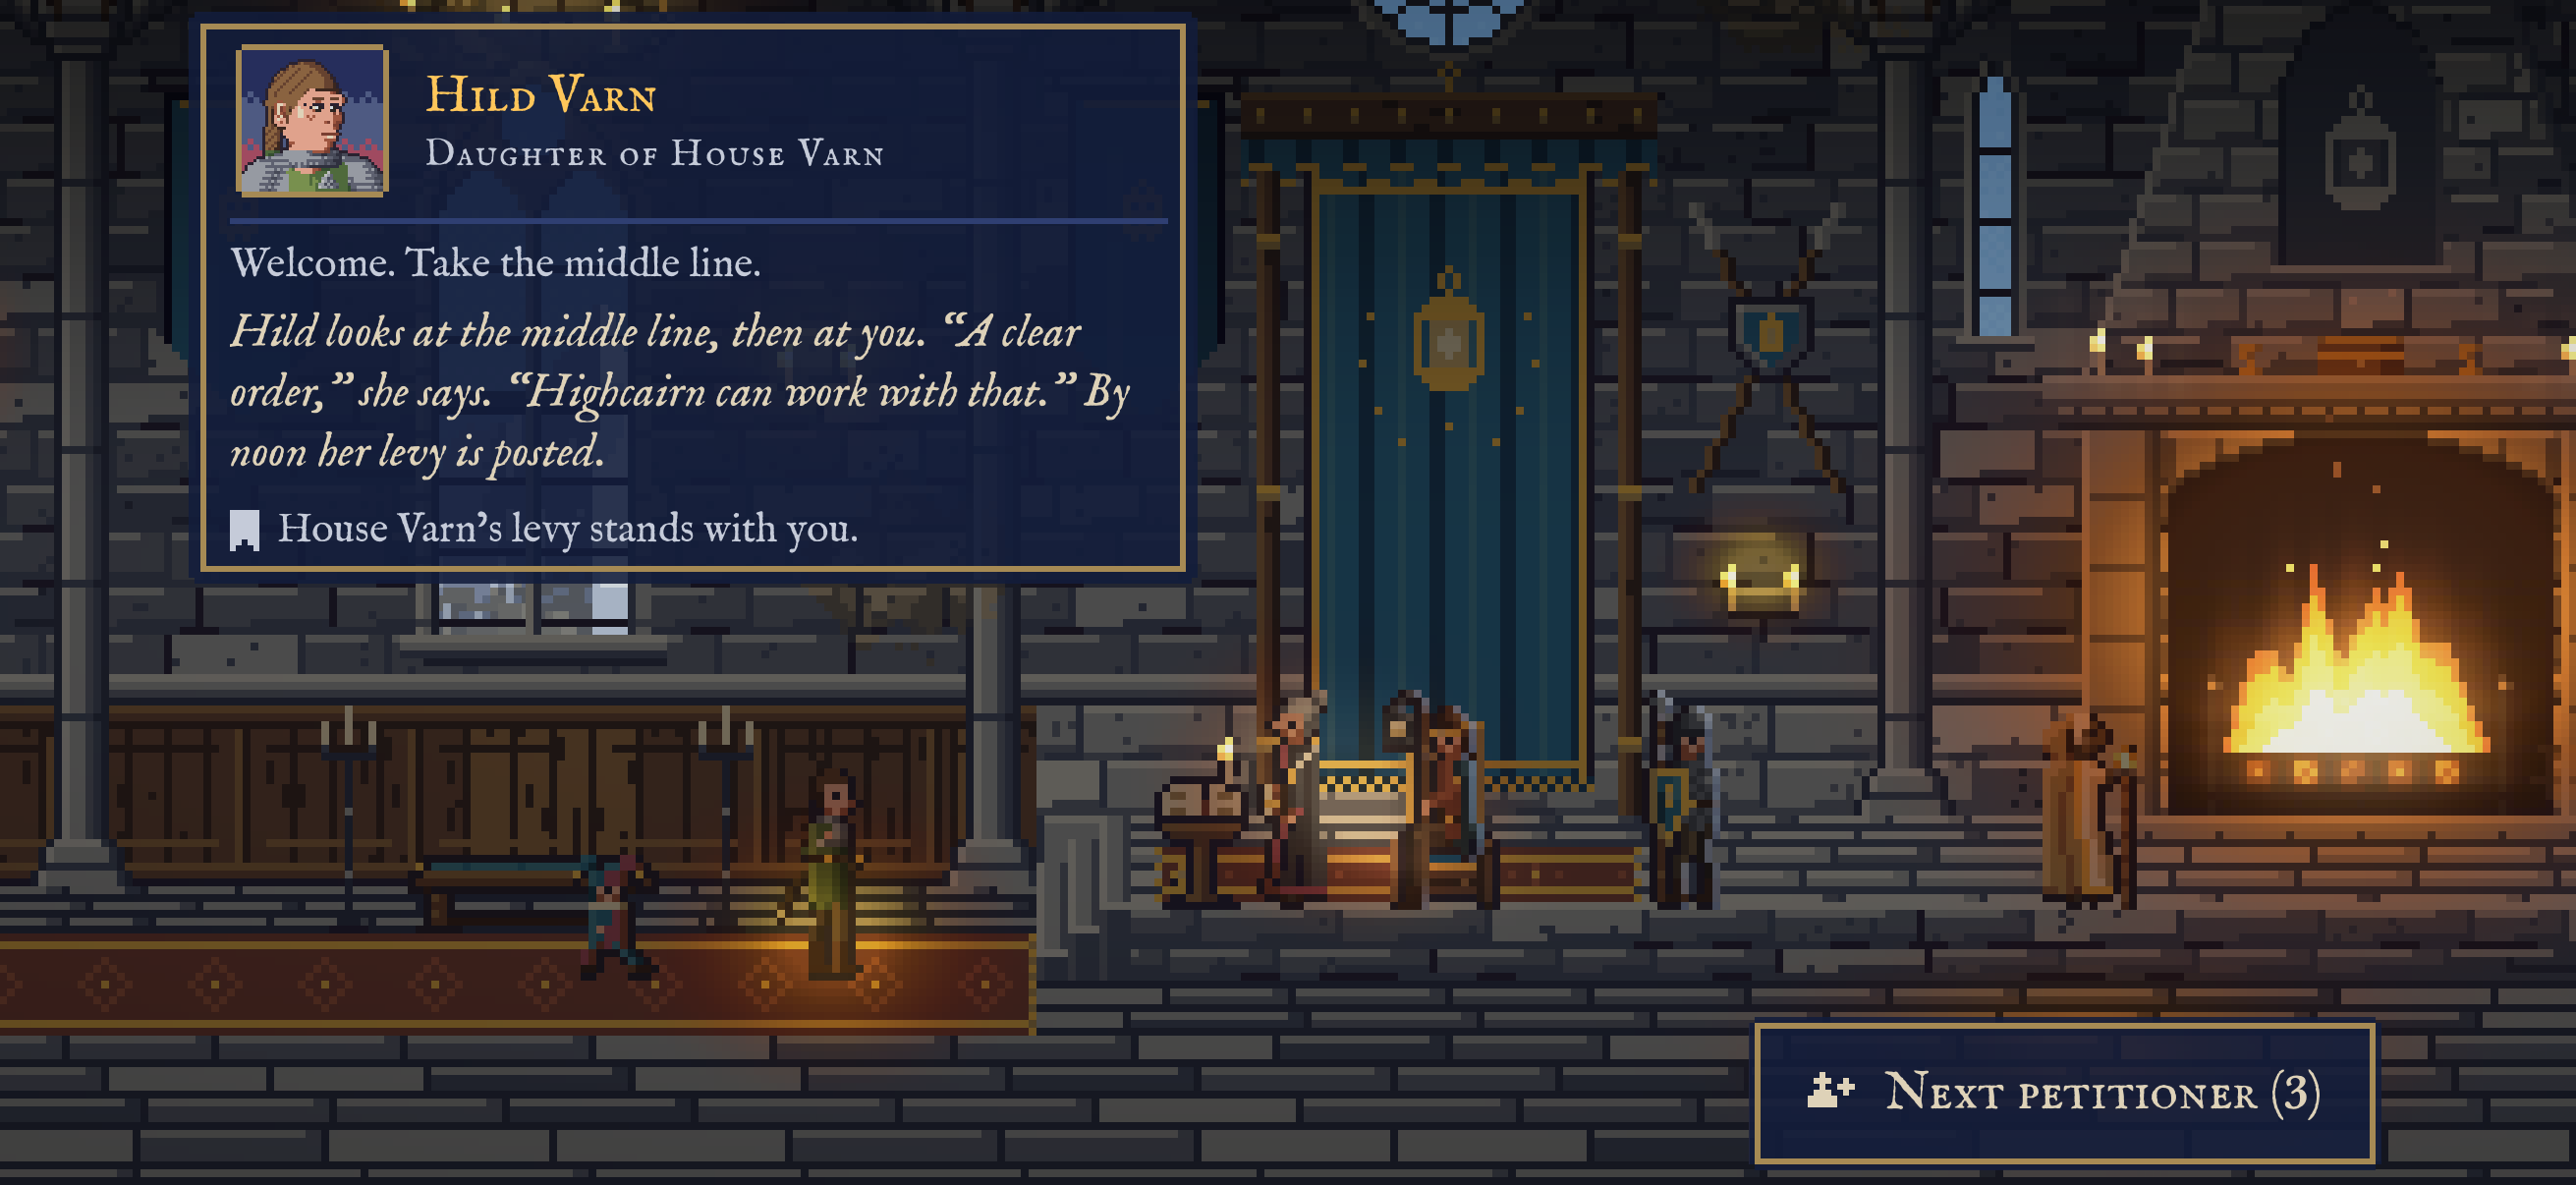 Hild Varn
Daughter of House Varn
Welcome. Take the middle line.
Hild looks at the middle line, then at you. “A clear
order,” she says. “Highcairn can work with that.” By
noon her levy is posted.
House Varn’s levy stands with you.
Next petitioner (3)